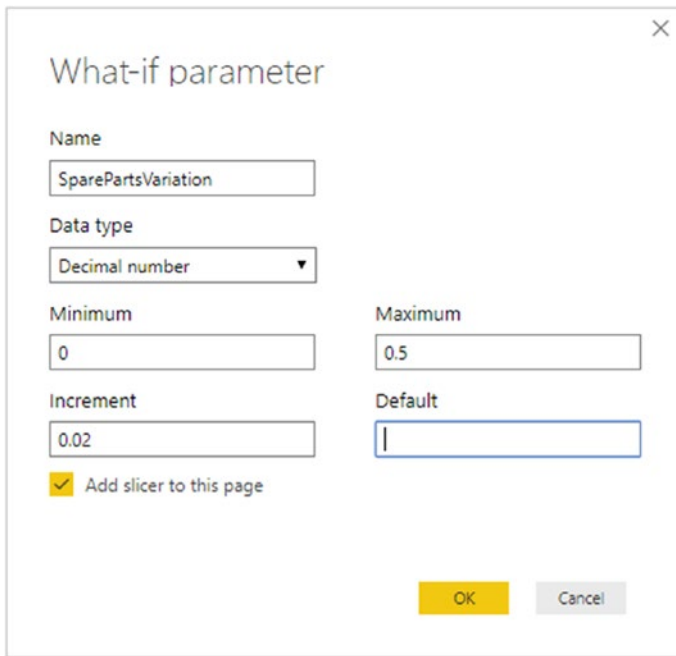 What-if parameter
Name
SparePartsVariation
Data type
Decimal number
Minimum
Maximum
0
0.5
Increment
Default
0.02
Add slicer to this page
OK
Cancel